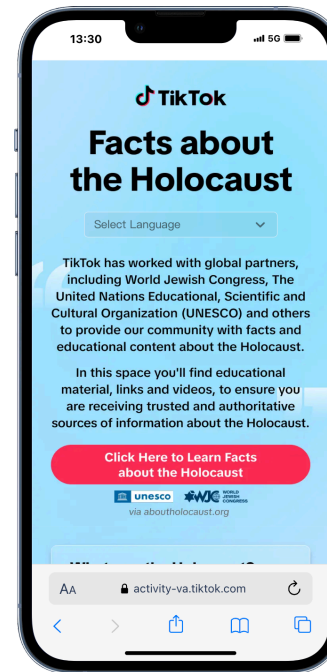 13:30
5G
TikTok
Facts about
the Holocaust
Select Language
TikTok has worked with global partners,
including World Jewish Congress, The
United Nations Educational, Scientific and
Cultural Organization (UNESCO) and others
to provide our community with facts and
educational content about the Holocaust.
In this space you'll find educational
material, links and videos, to ensure you
are receiving trusted and authoritative
sources of information about the Holocaust.
Click Here to Learn Facts
about the Holocaust
unesco
WJC WORLD
JEWISH
CONGRESS
via aboutholocaust.org
AA activity-va.tiktok.com